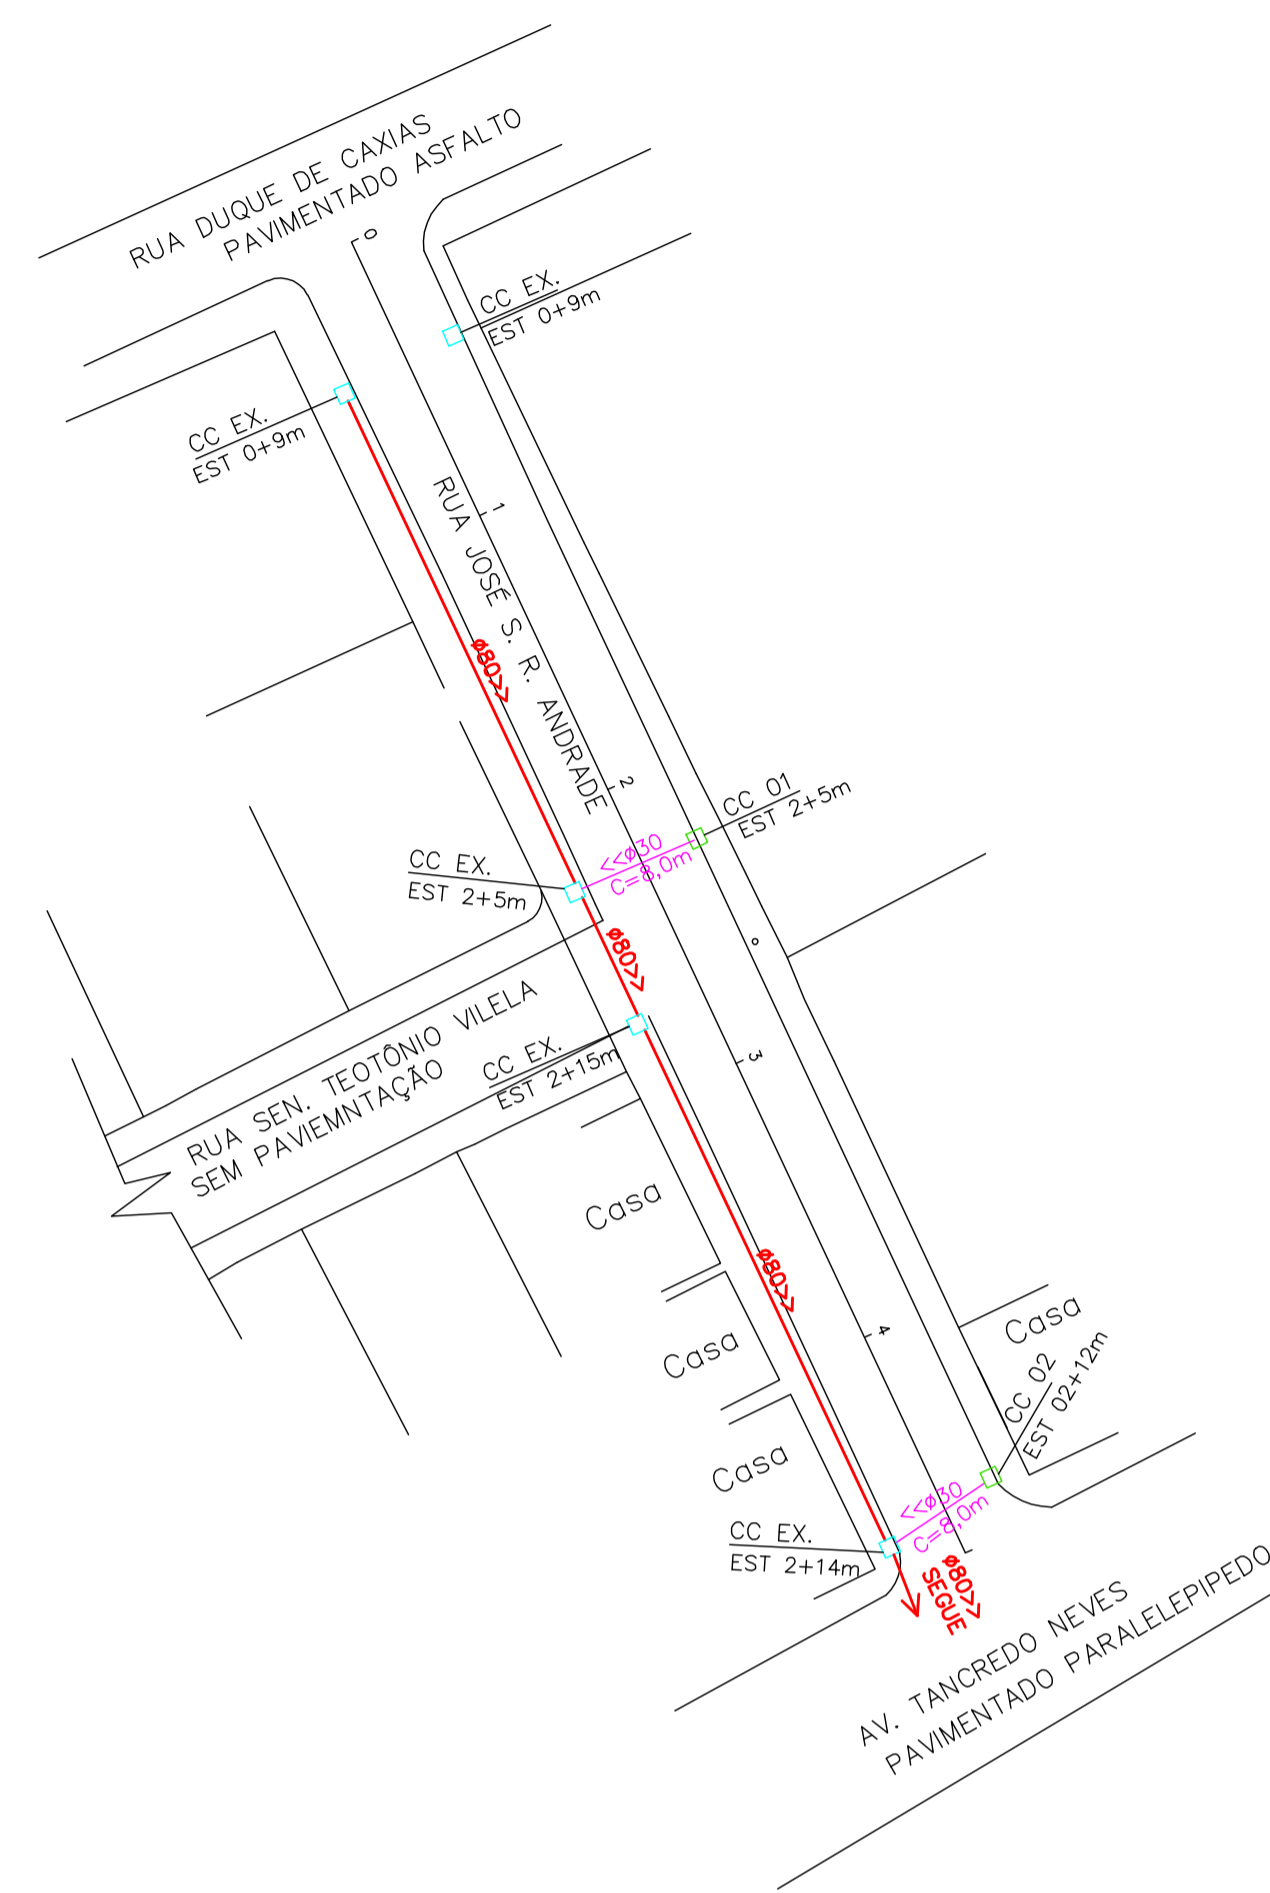 RUA DUQUE DE CAXIAS
PAVIMENTADO ASFALTO
0
CC EX.
EST 0+9m
CC EX.
EST 0+9m
1
RUA JOSÉ S. R. ANDRADE
ø80>>
2
CC 01
EST 2+5m
<<ø30
C=8,0m
CC EX.
EST 2+5m
ø80>>
RUA SEN. TEOTÔNIO VILELA
SEM PAVIEMNTAÇÃO
CC EX.
EST 2+15m
3
Casa
ø80>>
4
Casa
Casa
Casa
CC 02
EST 02+12m
<<ø30
C=8,0m
CC EX.
EST 2+14m
ø80>>
SEGUE
AV. TANCREDO NEVES
PAVIMENTADO PARALELEPIPEDO